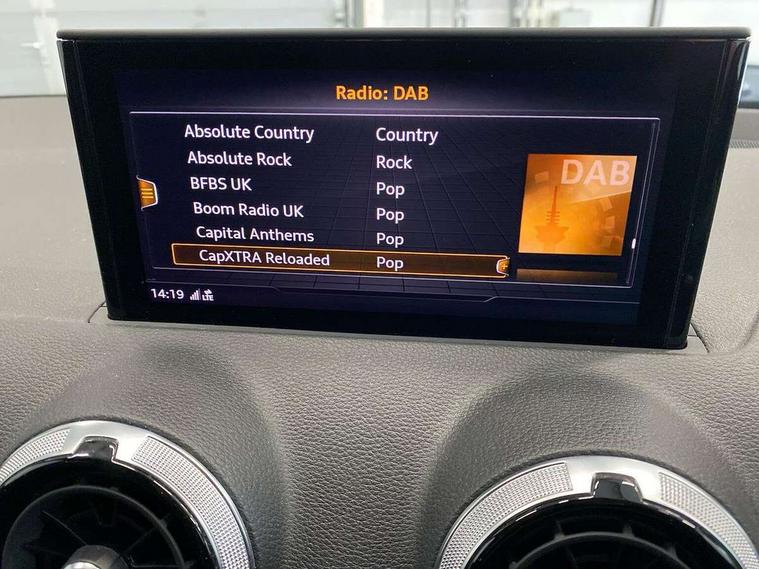 Radio: DAB
Absolute Country Country
Absolute Rock Rock
BFBS UK Pop
Boom Radio UK Pop
Capital Anthems Pop
CapXTRA Reloaded Pop
DAB
14:19 LTE